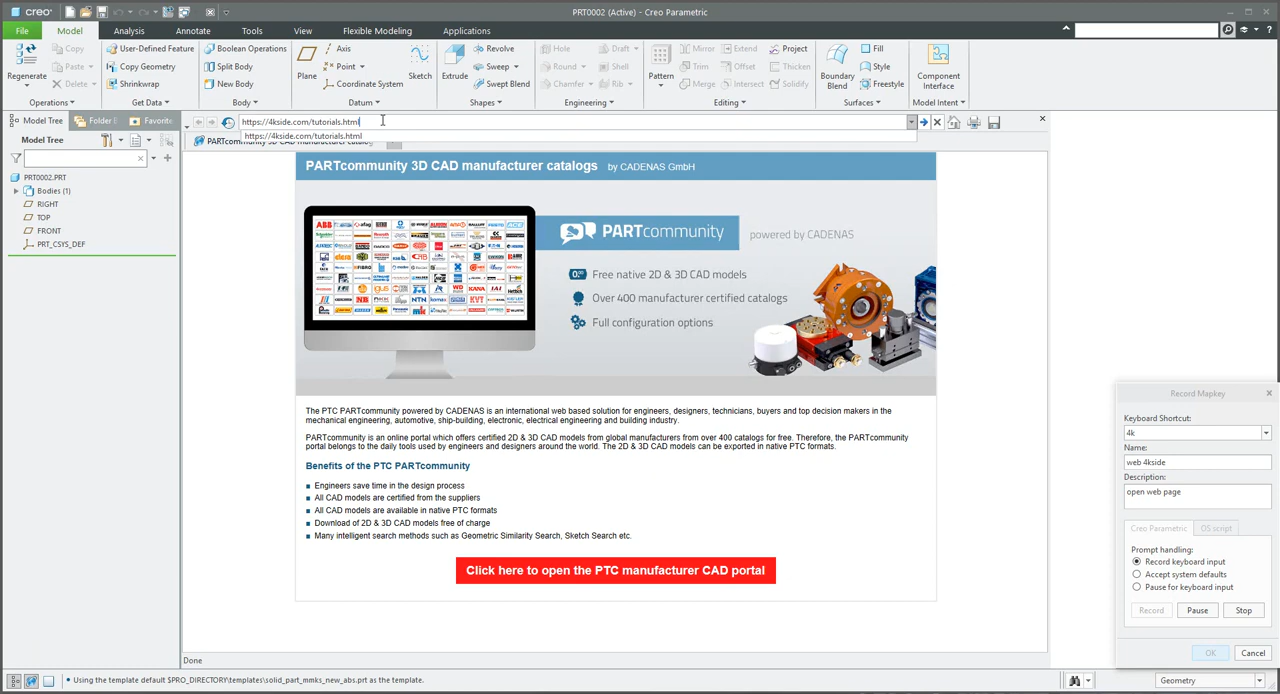 creo
PRT0002 (Active) - Creo Parametric
File Model Analysis Annotate Tools View Flexible Modeling Applications
Regenerate
Copy
Paste
Delete
Operations
User-Defined Feature
Copy Geometry
Shrinkwrap
Get Data
Boolean Operations
Split Body
New Body
Body
Plane
Axis
Point
Coordinate System
Sketch
Datum
Extrude
Revolve
Sweep
Swept Blend
Shapes
Hole
Round
Chamfer
Draft
Shell
Rib
Engineering
Pattern
Mirror
Trim
Merge
Extend
Offset
Intersect
Project
Thicken
Solidify
Editing
Boundary
Blend
Fill
Style
Freestyle
Surfaces
Component
Interface
Model Intent
Model Tree
Folder
Favorite
https://4kside.com/tutorials.html
https://4kside.com/tutorials.html
PARTcommunity 3D CAD manufacturer catalog
Model Tree
PRT0002.PRT
Bodies (1)
RIGHT
TOP
FRONT
PRT_CSYS_DEF
PARTcommunity 3D CAD manufacturer catalogs by CADENAS GmbH
PARTcommunity
powered by CADENAS
Free native 2D & 3D CAD models
Over 400 manufacturer certified catalogs
Full configuration options
The PTC PARTcommunity powered by CADENAS is an international web based solution for engineers, designers, technicians, buyers and top decision makers in the
mechanical engineering, automotive, ship-building, electronic, electrical engineering and building industry.
PARTcommunity is an online portal which offers certified 2D & 3D CAD models from global manufacturers from over 400 catalogs for free. Therefore, the PARTcommunity
portal belongs to the daily tools used by engineers and designers around the world. The 2D & 3D CAD models can be exported in native PTC formats.
Benefits of the PTC PARTcommunity
Engineers save time in the design process
All CAD models are certified from the suppliers
All CAD models are available in native PTC formats
Download of 2D & 3D CAD models free of charge
Many intelligent search methods such as Geometric Similarity Search, Sketch Search etc.
Click here to open the PTC manufacturer CAD portal
Record Mapkey
Keyboard Shortcut:
4k
Name:
web 4kside
Description:
open web page
Creo Parametric OS script
Prompt handling:
Record keyboard input
Accept system defaults
Pause for keyboard input
Record Pause Stop
OK Cancel
Done
• Using the template default $PRO_DIRECTORY\templates\solid_part_mmks_new_abs.prt as the template.
Geometry